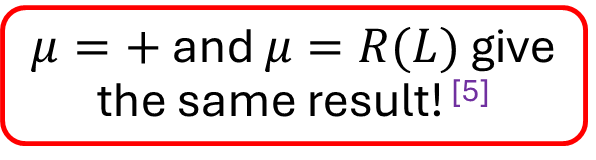 μ = + and μ = R(L) give
the same result! [5]